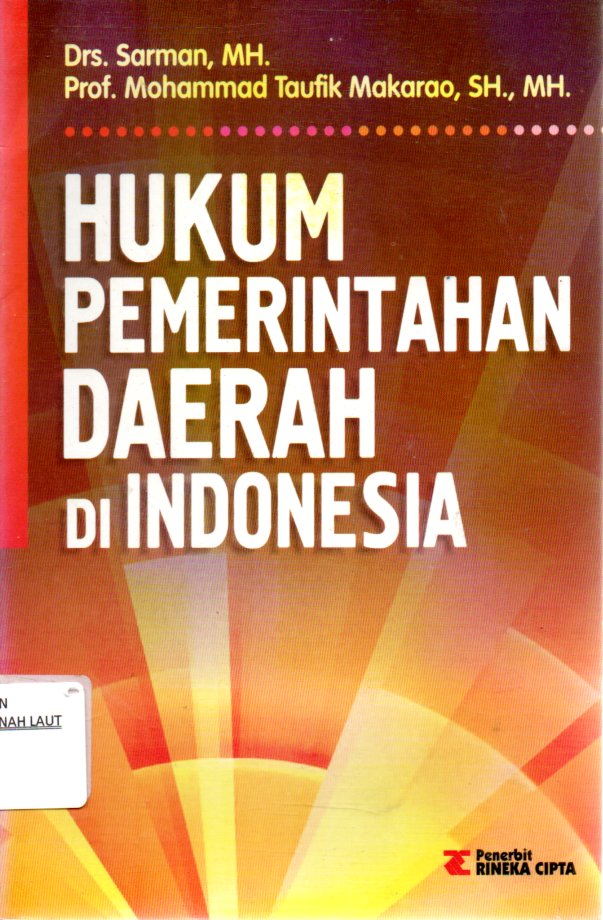 Drs. Sarman, MH.
Prof. Mohammad Taufik Makarao, SH., MH.
HUKUM
PEMERINTAHAN
DAERAH
DI INDONESIA
N
NAH LAUT
Penerbit
RINEKA CIPTA